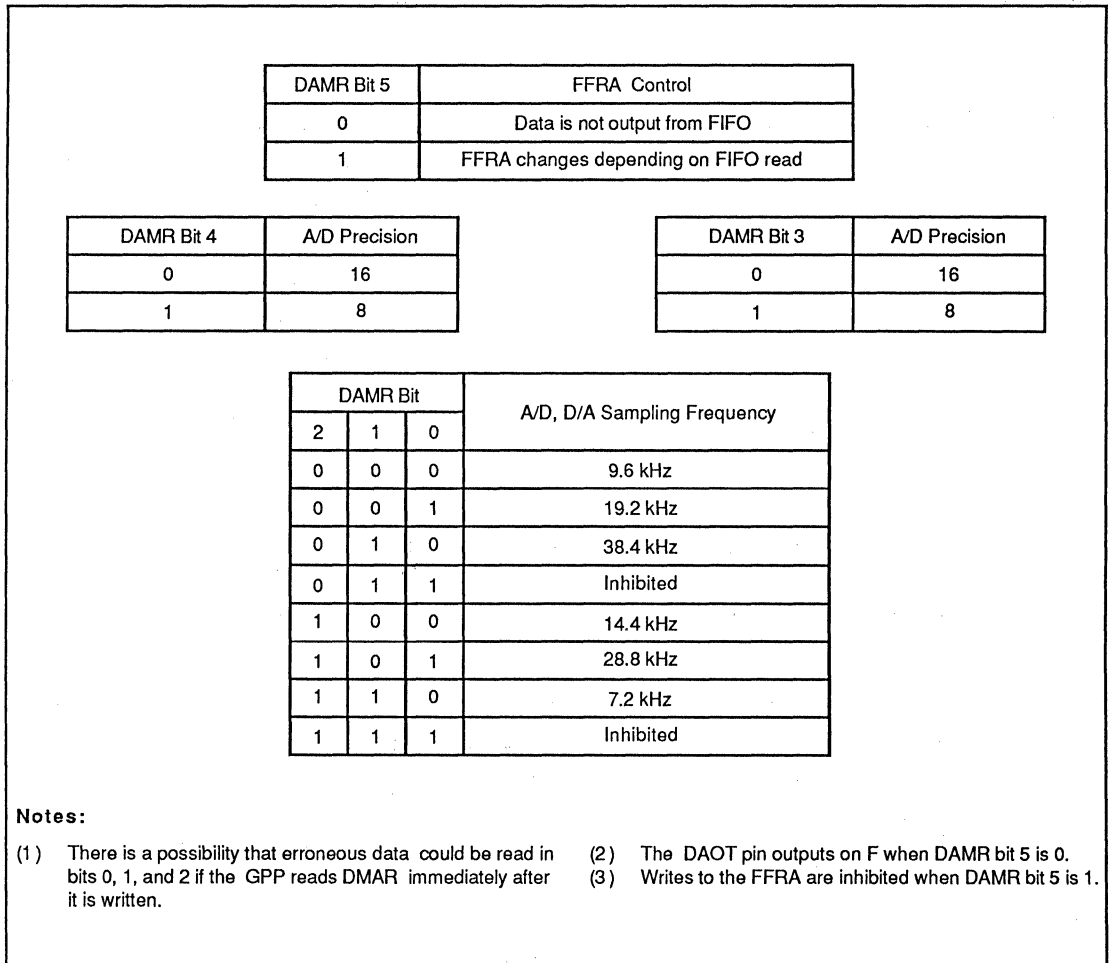 DAMR Bit 5 FFRA Control
0 Data is not output from FIFO
1 FFRA changes depending on FIFO read
DAMR Bit 4 A/D Precision
0 16
1 8
DAMR Bit 3 A/D Precision
0 16
1 8
DAMR Bit A/D, D/A Sampling Frequency
2 1 0
0 0 0 9.6 kHz
0 0 1 19.2 kHz
0 1 0 38.4 kHz
0 1 1 Inhibited
1 0 0 14.4 kHz
1 0 1 28.8 kHz
1 1 0 7.2 kHz
1 1 1 Inhibited
Notes:
(1) There is a possibility that erroneous data could be read in
bits 0, 1, and 2 if the GPP reads DMAR immediately after
it is written.
(2) The DAOT pin outputs on F when DAMR bit 5 is 0.
(3) Writes to the FFRA are inhibited when DAMR bit 5 is 1.